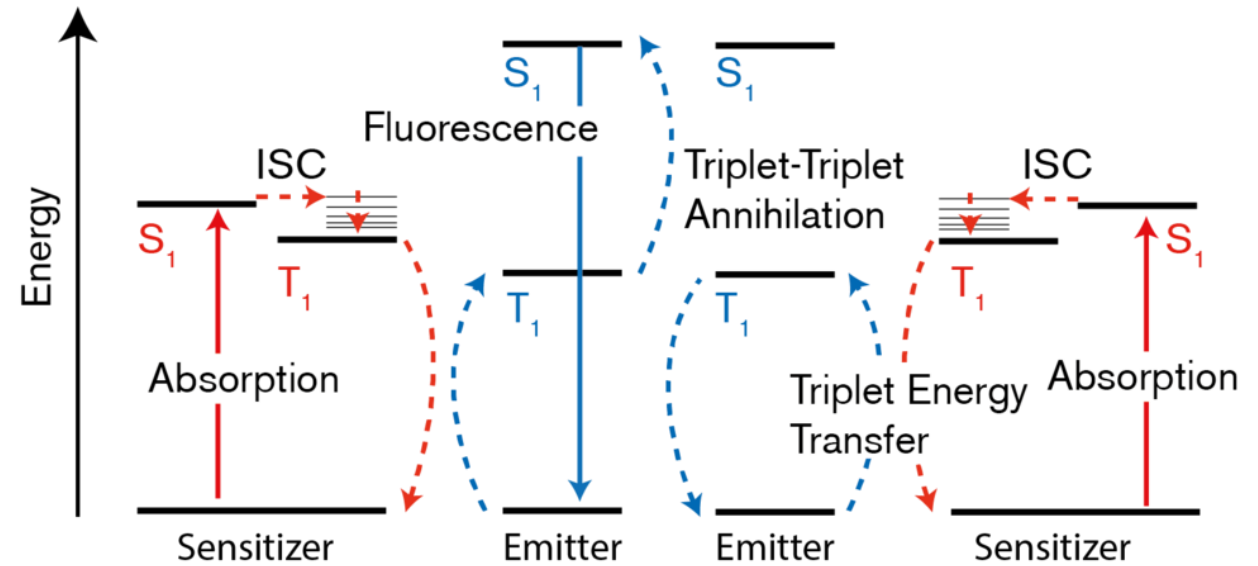 Energy
S1
S1
Fluorescence
ISC
Triplet-Triplet
Annihilation
ISC
S1
T1
T1
T1
T1
S1
Absorption
Triplet Energy
Transfer
Absorption
Sensitizer
Emitter
Emitter
Sensitizer